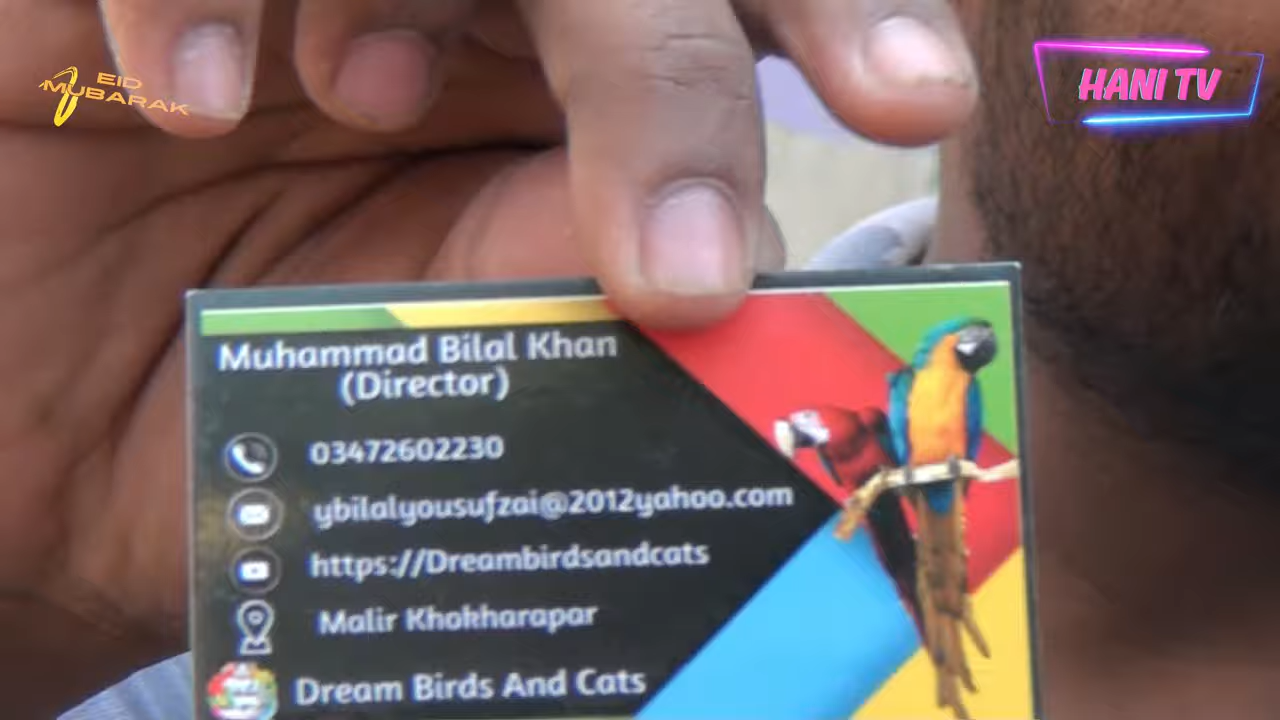 EID
MUBARAK
HANI TV
Muhammad Bilal Khan
(Director)
03472602230
ybilalyousufzai@2012yahoo.com
https://Dreambirdsandcats
Malir Khokharapar
Dream Birds And Cats